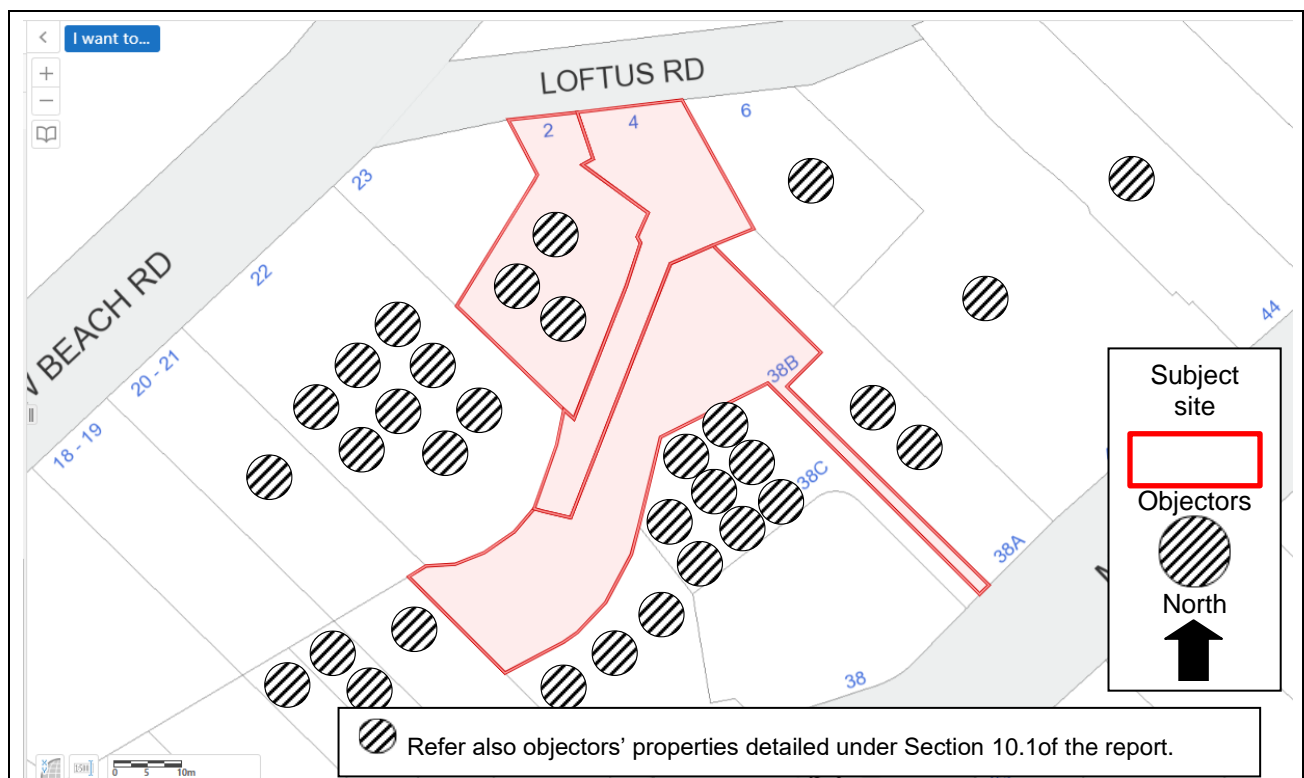 I want to...
LOFTUS RD
2
4
6
23
22
BEACH RD
20 - 21
18 - 19
44
38B
38C
38A
38
Subject
site
Objectors
North
Refer also objectors' properties detailed under Section 10.1of the report.
0 5 10m